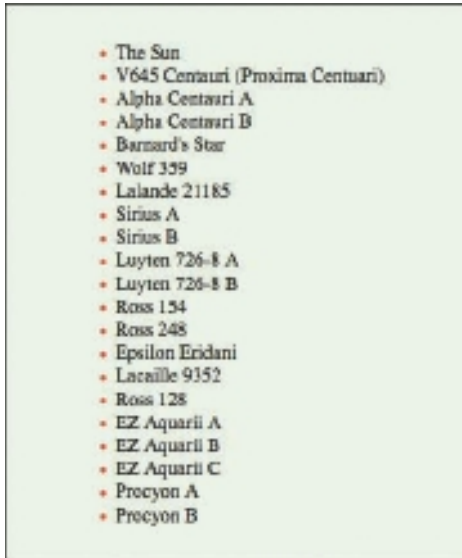 The Sun
V645 Centauri (Proxima Centuari)
Alpha Centauri A
Alpha Centauri B
Barnard's Star
Wolf 359
Lalande 21185
Sirius A
Sirius B
Luyten 726-8 A
Luyten 726-8 B
Ross 154
Ross 248
Epsilon Eridani
Lacaille 9352
Ross 128
EZ Aquarii A
EZ Aquarii B
EZ Aquarii C
Procyon A
Procyon B